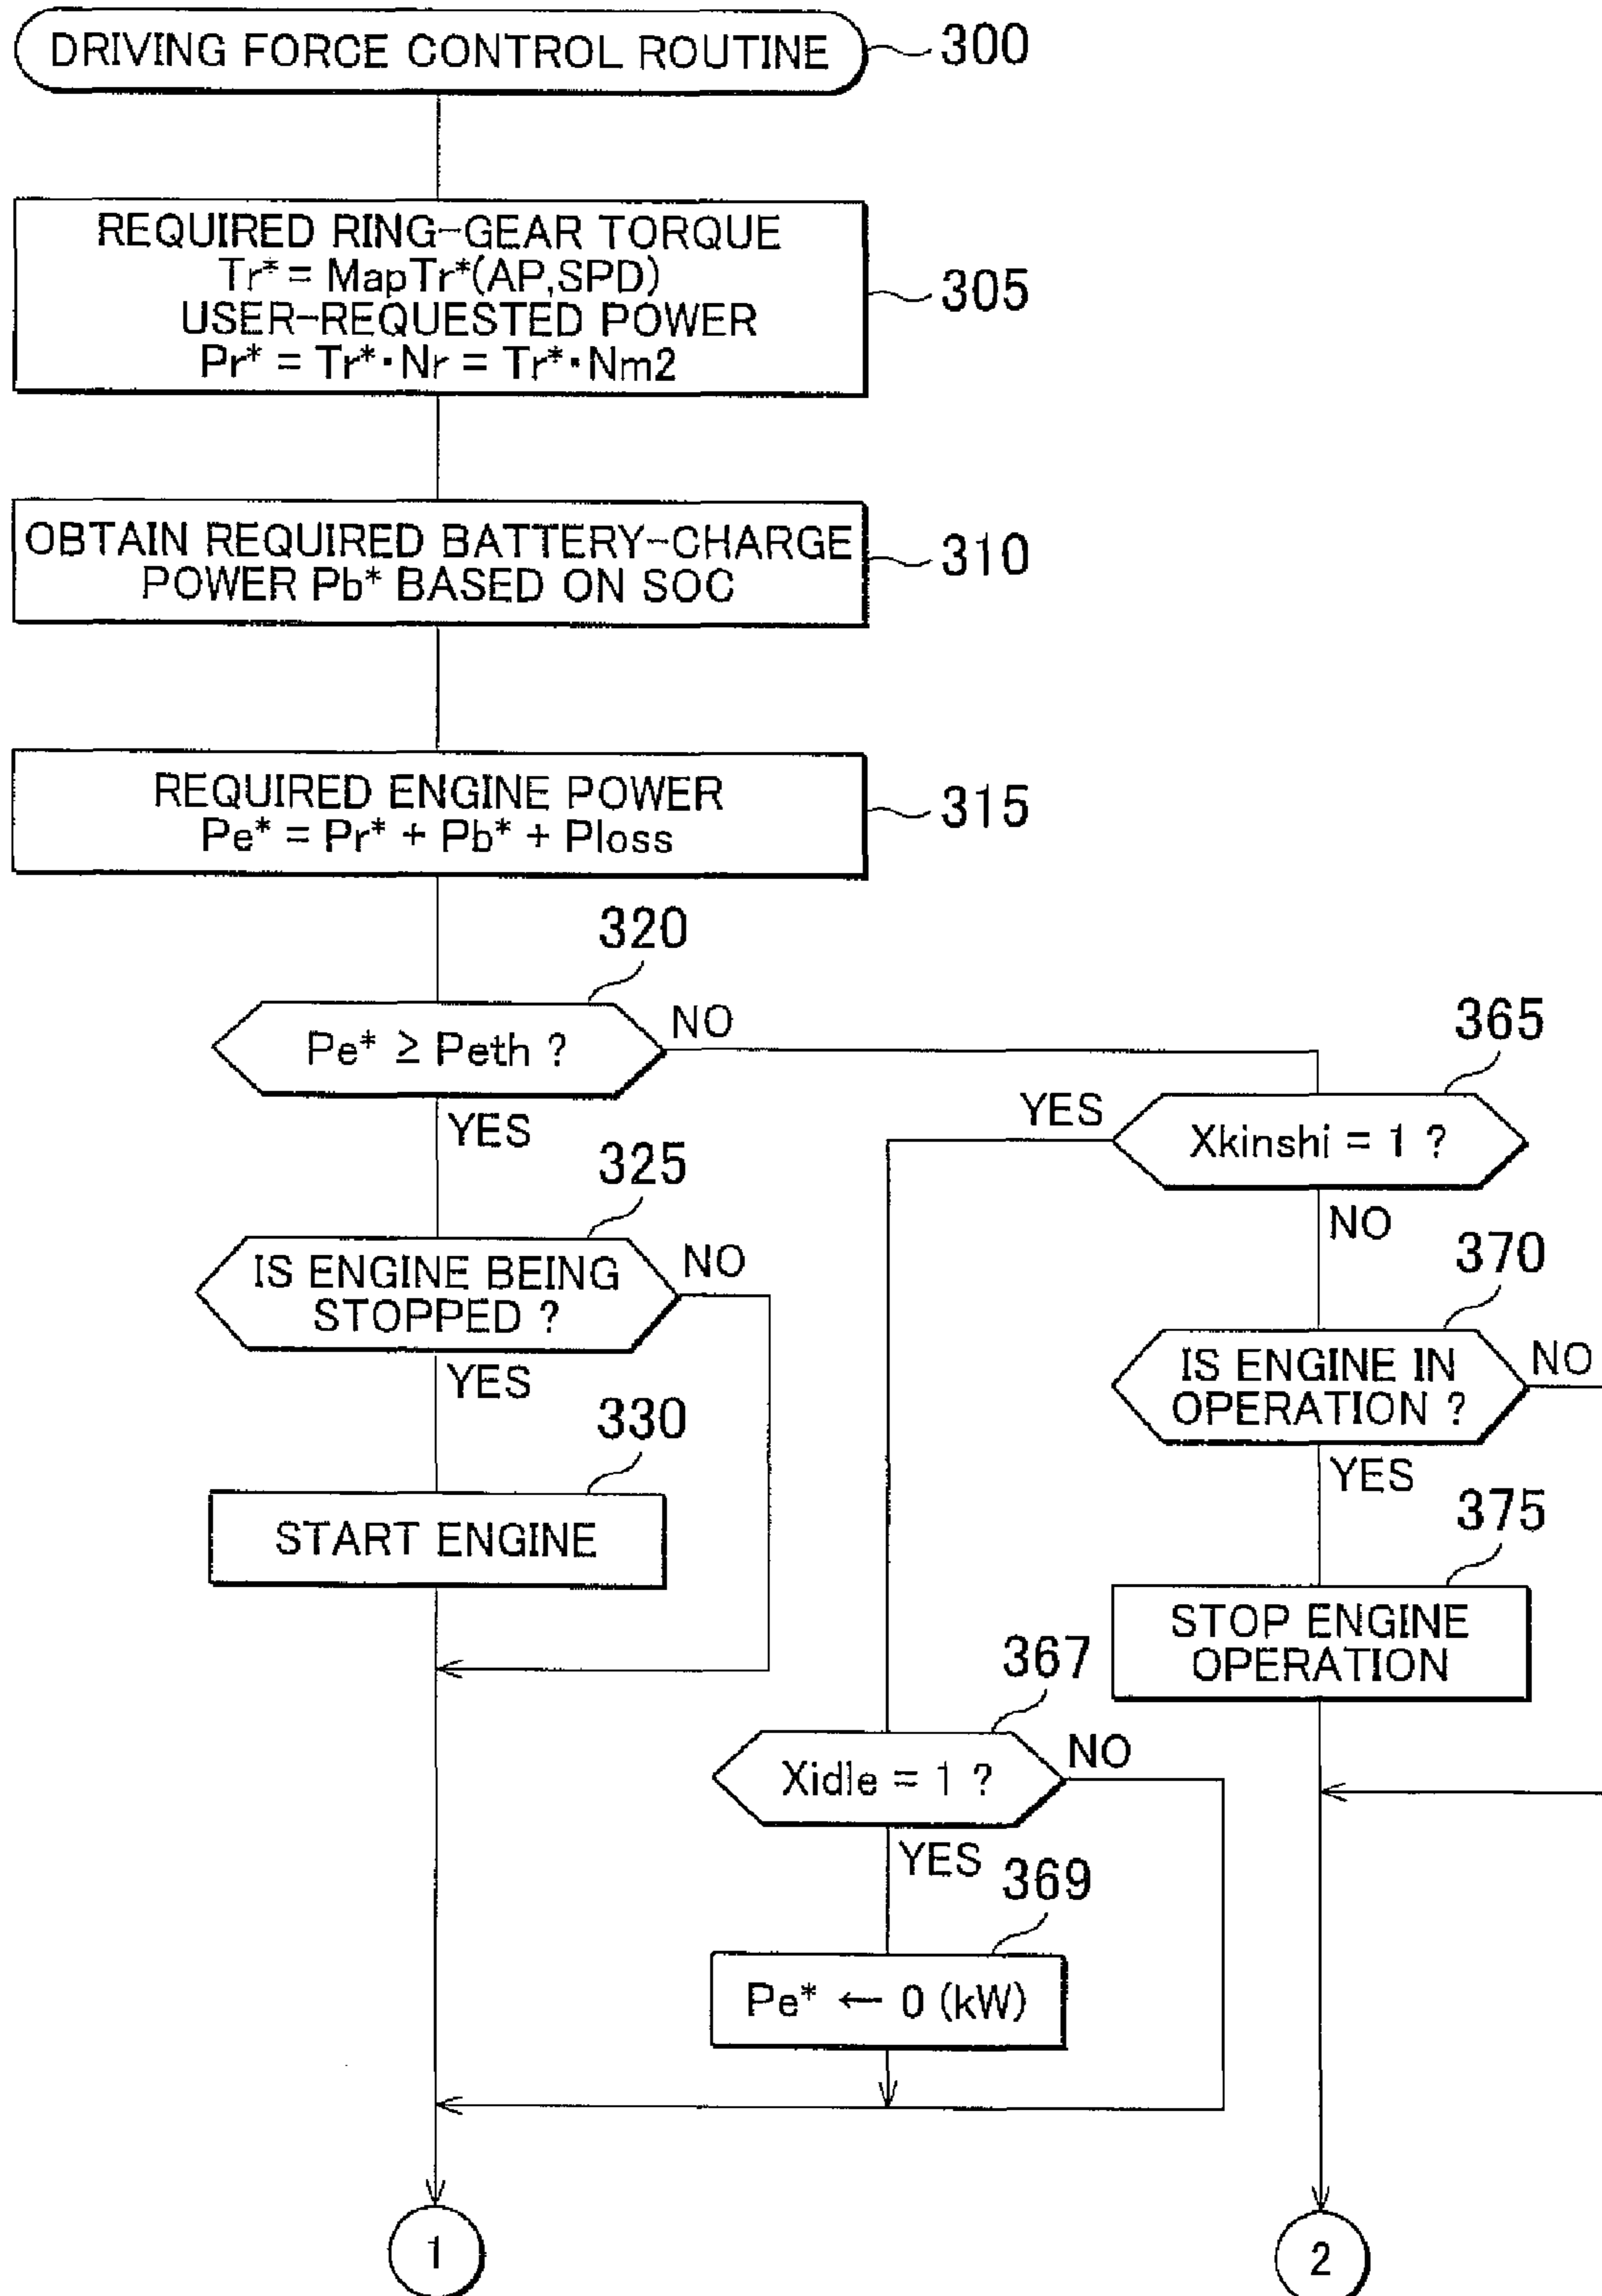 DRIVING FORCE CONTROL ROUTINE
300
REQUIRED RING-GEAR TORQUE
Tr* = MapTr*(AP,SPD)
USER-REQUESTED POWER
Pr* = Tr*·Nr = Tr*·Nm2
305
OBTAIN REQUIRED BATTERY-CHARGE
POWER Pb* BASED ON SOC
310
REQUIRED ENGINE POWER
Pe* = Pr* + Pb* + Ploss
315
320
Pe* ≥ Peth ?
NO
YES
365
Xkinshi = 1 ?
YES
NO
325
IS ENGINE BEING
STOPPED ?
NO
YES
370
IS ENGINE IN
OPERATION ?
NO
YES
330
START ENGINE
375
STOP ENGINE
OPERATION
367
Xidle = 1 ?
NO
YES
369
Pe* ← 0 (kW)
1
2